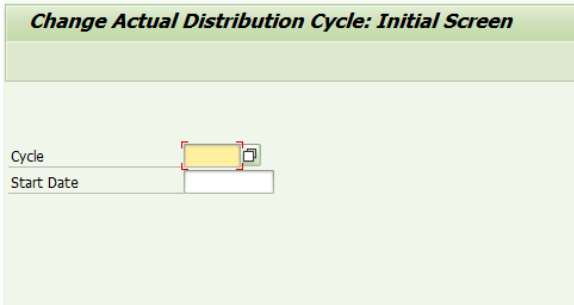 Change Actual Distribution Cycle: Initial Screen
Cycle
Start Date